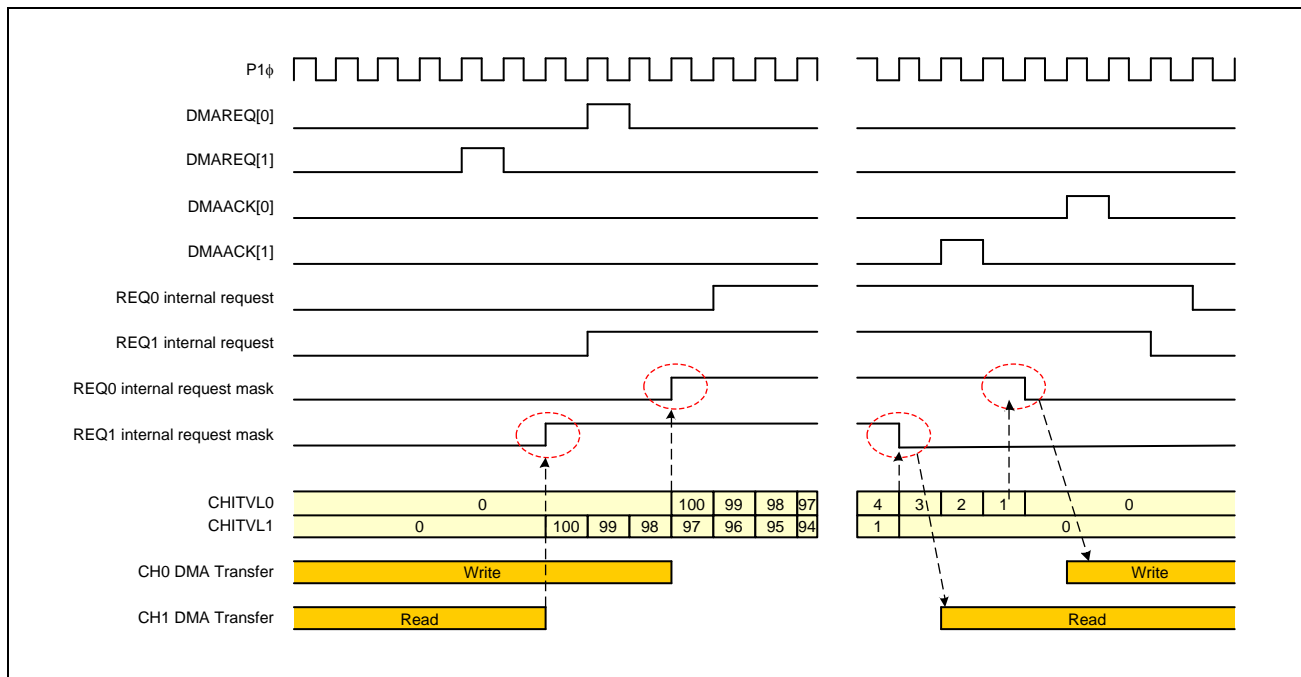 P1ϕ
DMAREQ[0]
DMAREQ[1]
DMAACK[0]
DMAACK[1]
REQ0 internal request
REQ1 internal request
REQ0 internal request mask
REQ1 internal request mask
CHITVL0 0 100 99 98 97 4 3 2 1 0
CHITVL1 0 100 99 98 97 96 95 94 1 0
CH0 DMA Transfer Write Write
CH1 DMA Transfer Read Read